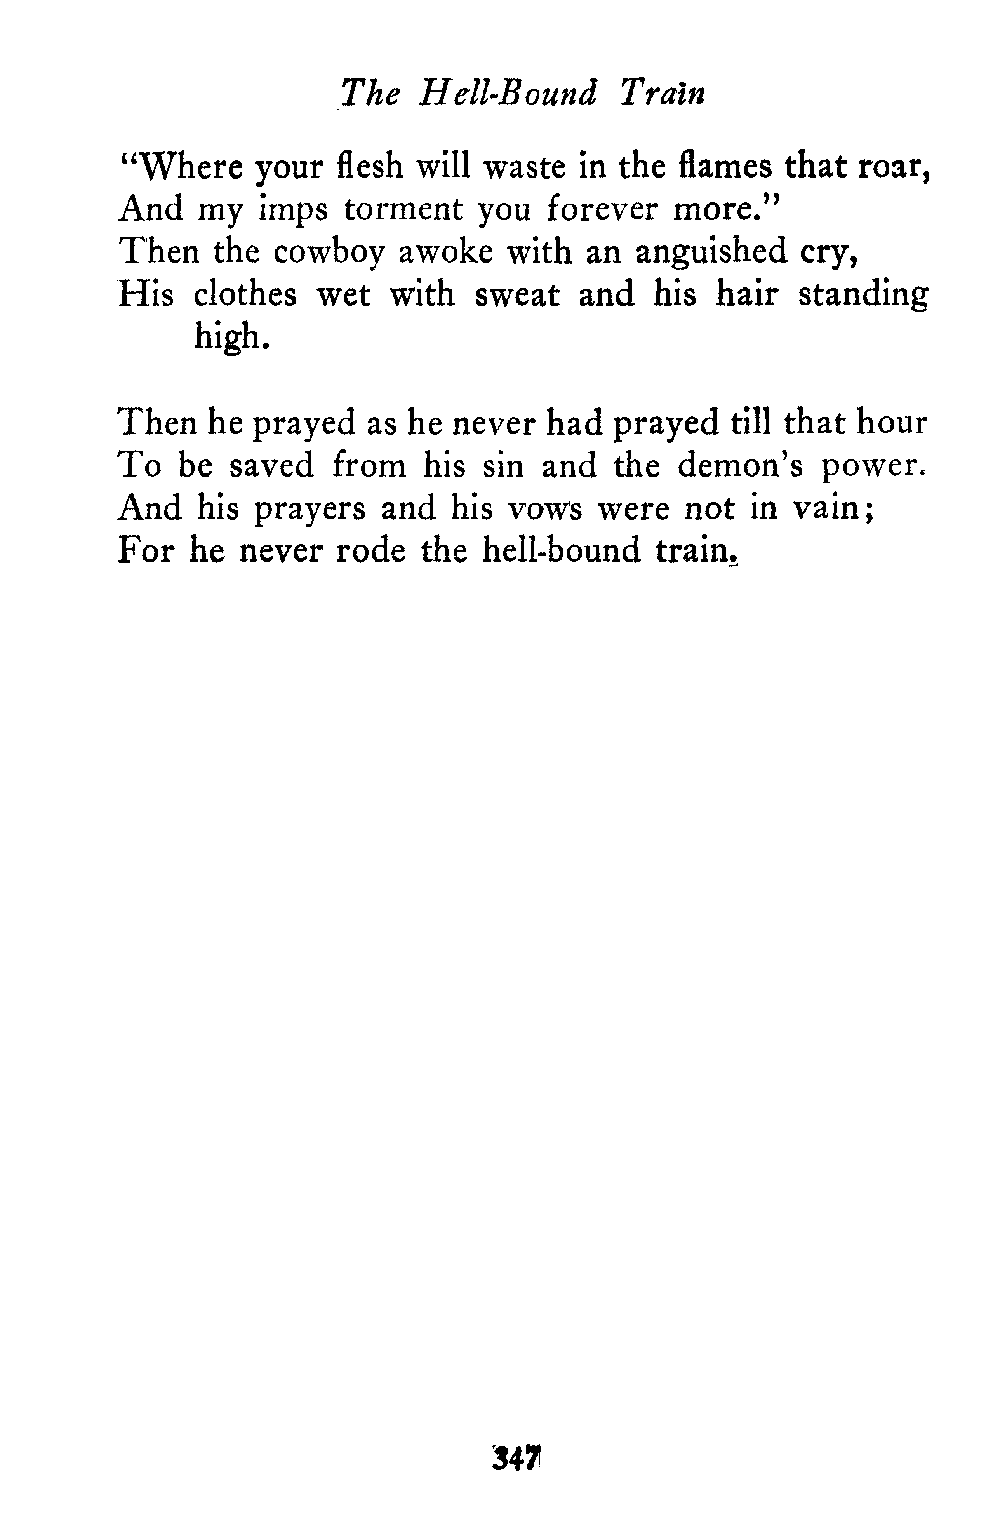 The Hell-Bound Train
“Where your flesh will waste in the flames that roar,
And my imps torment you forever more.”
Then the cowboy awoke with an anguished cry,
His clothes wet with sweat and his hair standing
high.
Then he prayed as he never had prayed till that hour
To be saved from his sin and the demon’s power.
And his prayers and his vows were not in vain;
For he never rode the hell-bound train.
347